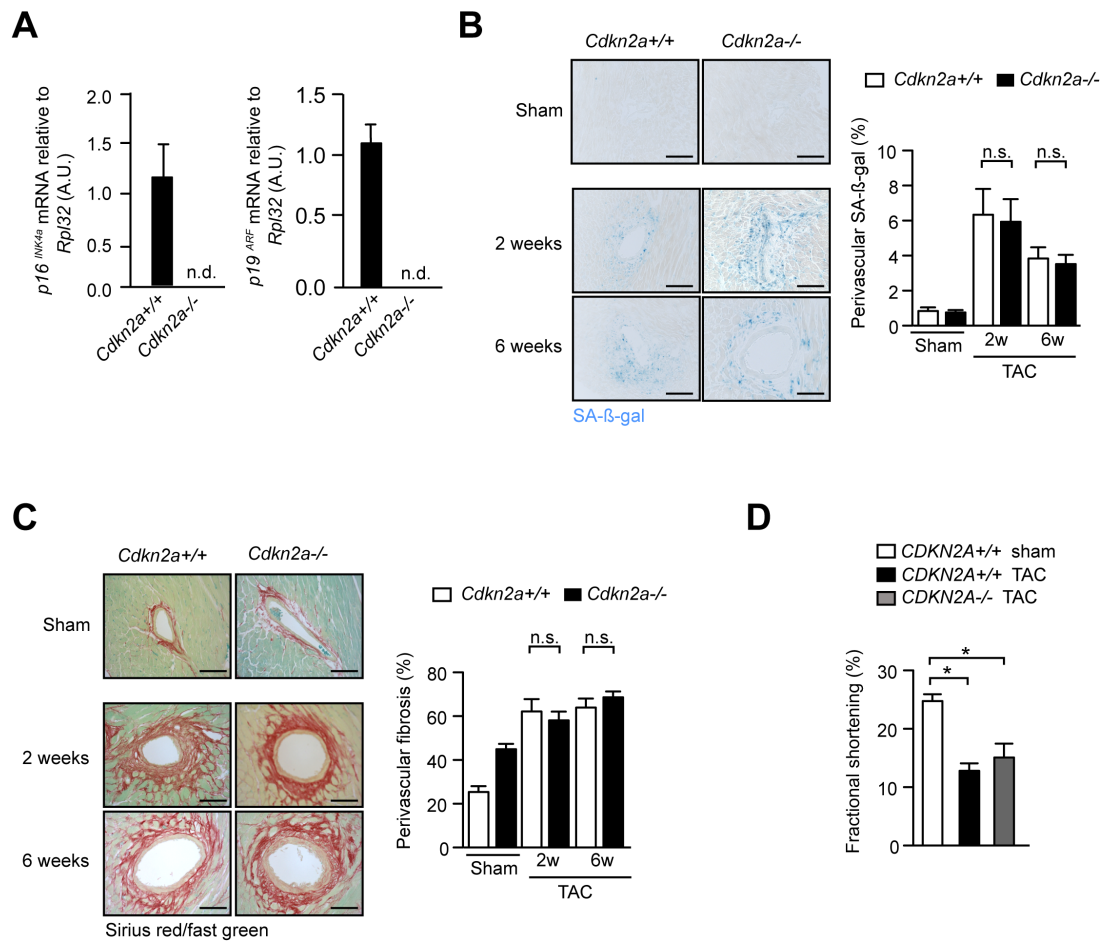 A
p16 INK4a mRNA relative to
Rpl32 (A.U.)
2.0
1.5
1.0
0.5
0.0
n.d.
Cdkn2a+/+
Cdkn2a-/-
p19 ARF mRNA relative to
Rpl32 (A.U.)
1.5
1.0
0.5
0.0
n.d.
Cdkn2a+/+
Cdkn2a-/-
B
Cdkn2a+/+ Cdkn2a-/-
Sham
2 weeks
6 weeks
SA-ß-gal
Cdkn2a+/+ Cdkn2a-/-
Perivascular SA-ß-gal (%)
10
8
6
4
2
0
n.s. n.s.
Sham 2w 6w
TAC
C
Cdkn2a+/+ Cdkn2a-/-
Sham
2 weeks
6 weeks
Sirius red/fast green
Cdkn2a+/+ Cdkn2a-/-
Perivascular fibrosis (%)
80
60
40
20
0
n.s. n.s.
Sham 2w 6w
TAC
D
CDKN2A+/+ sham
CDKN2A+/+ TAC
CDKN2A-/- TAC
Fractional shortening (%)
30
20
10
0
*
*